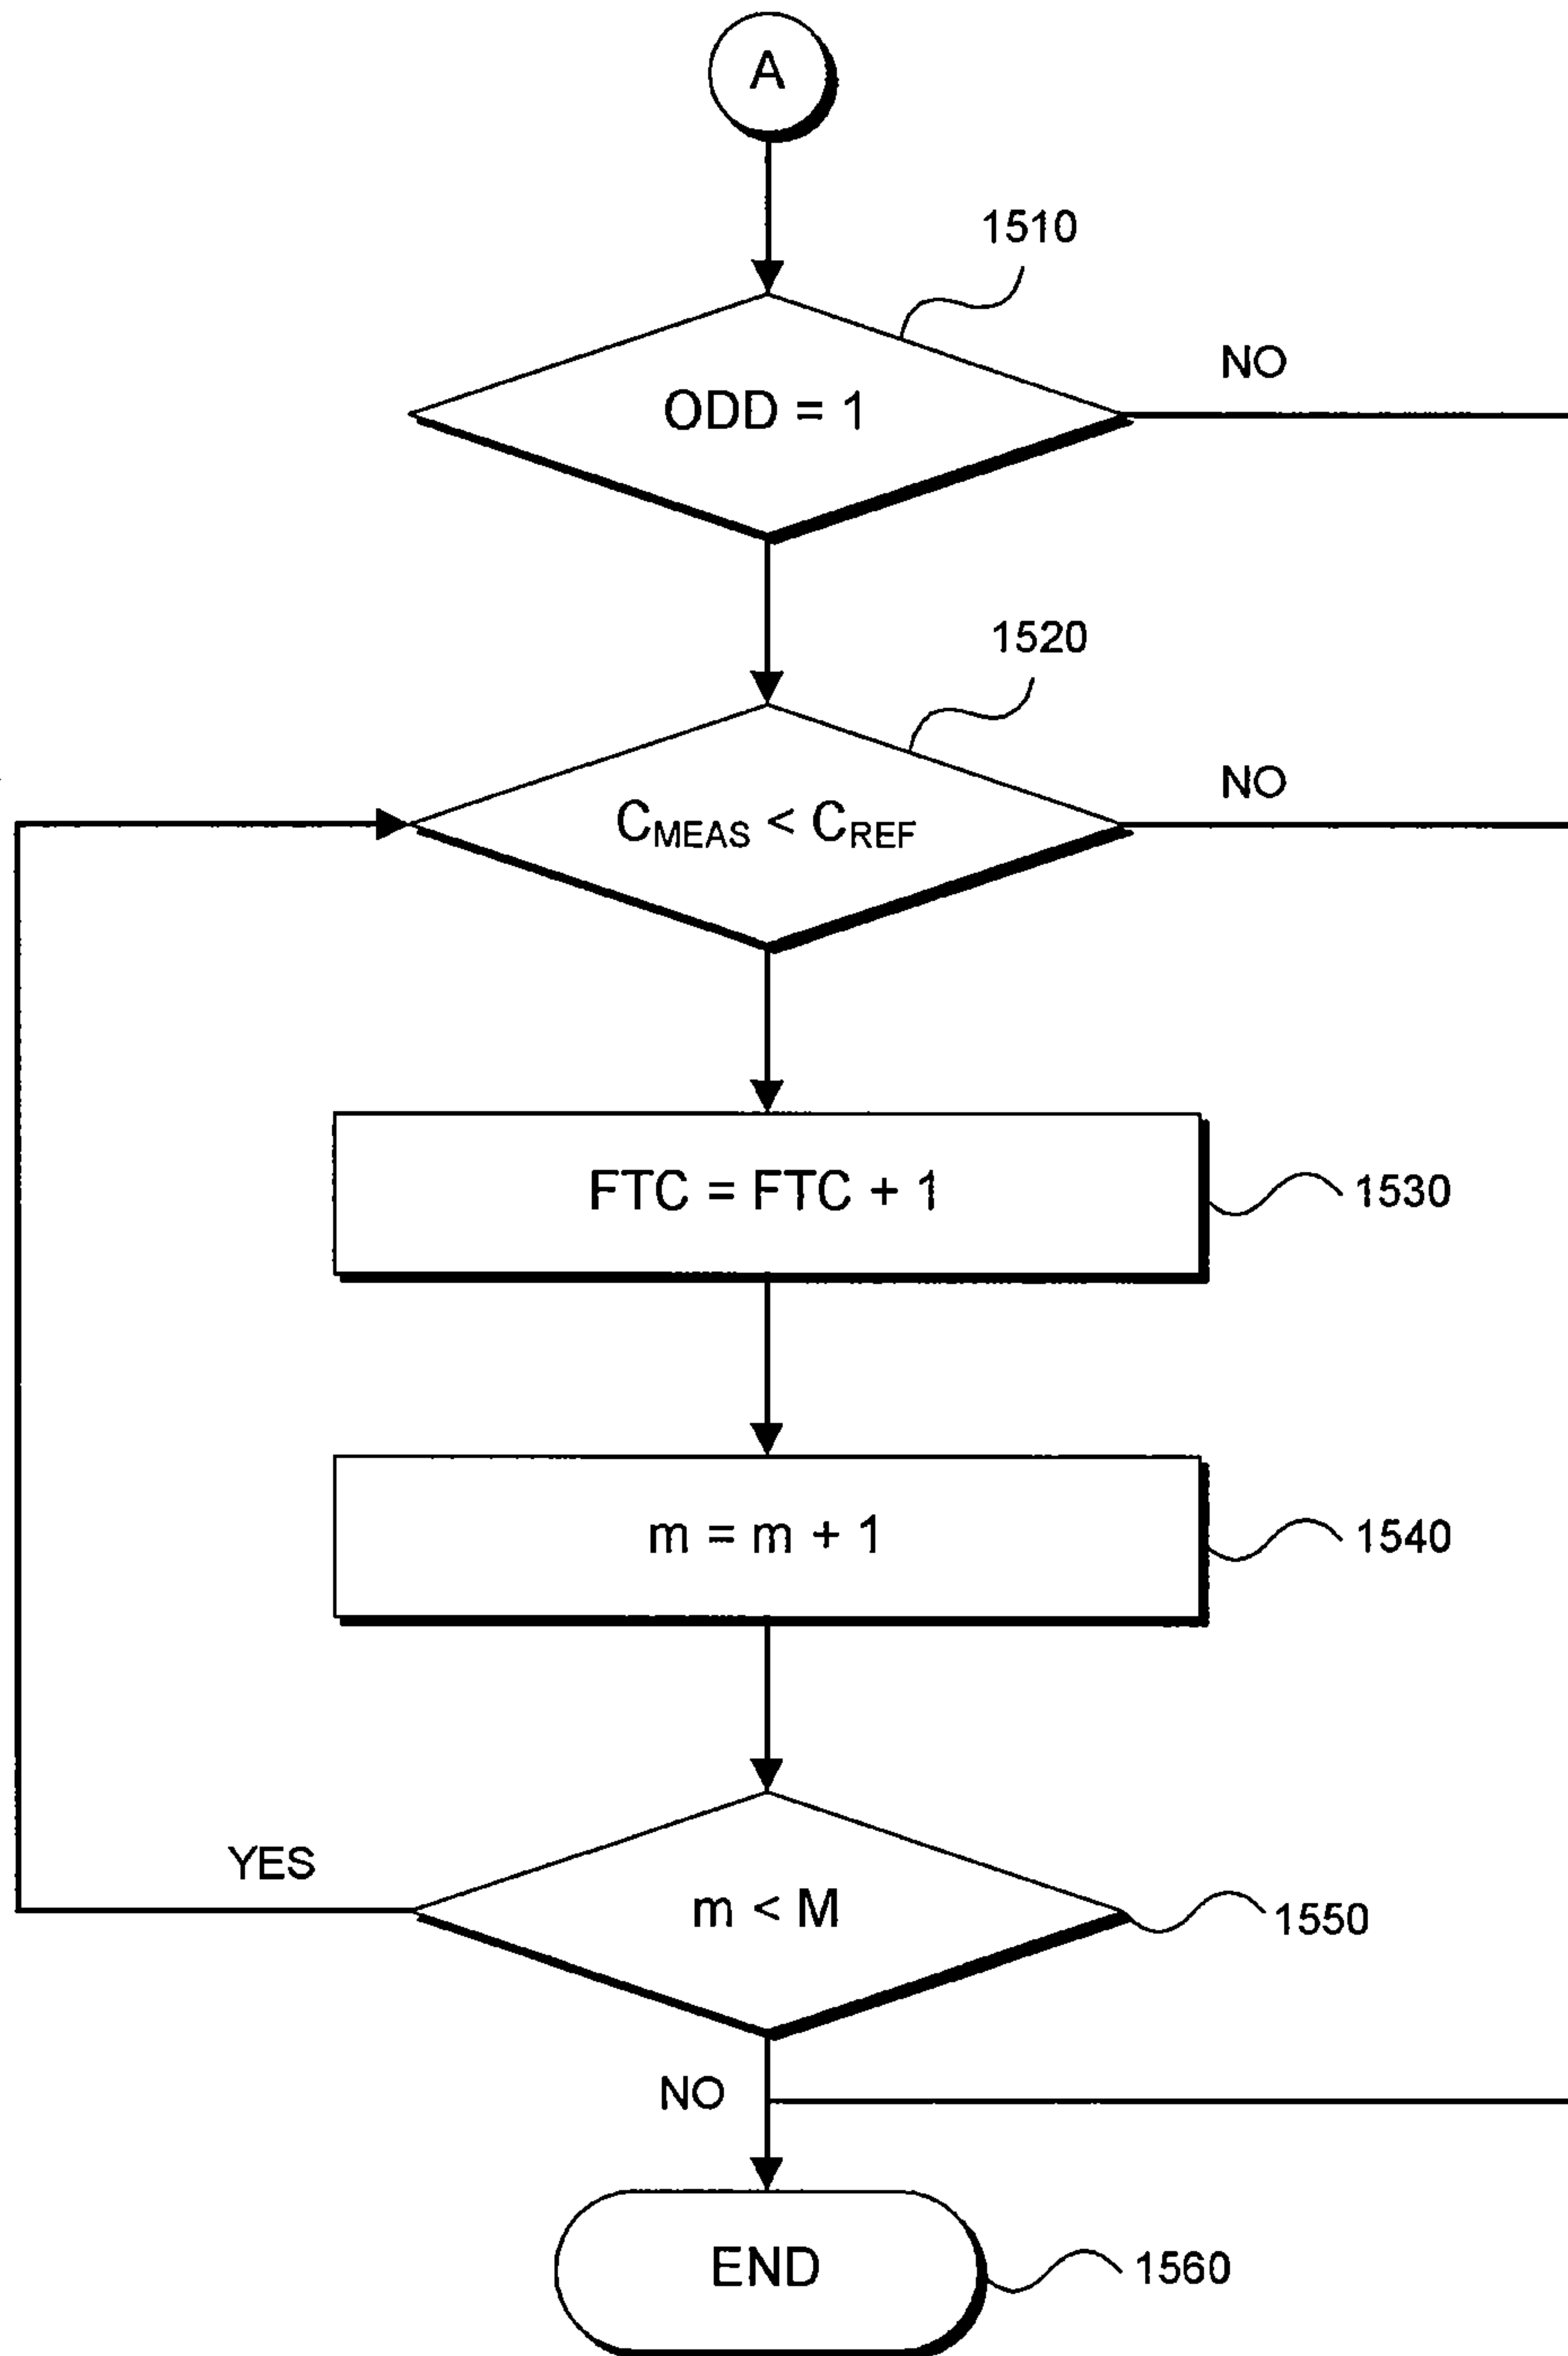 A
1510
NO
ODD = 1
1520
NO
CMEAS < CREF
FTC = FTC + 1
1530
m = m + 1
1540
YES
m < M
1550
NO
END
1560